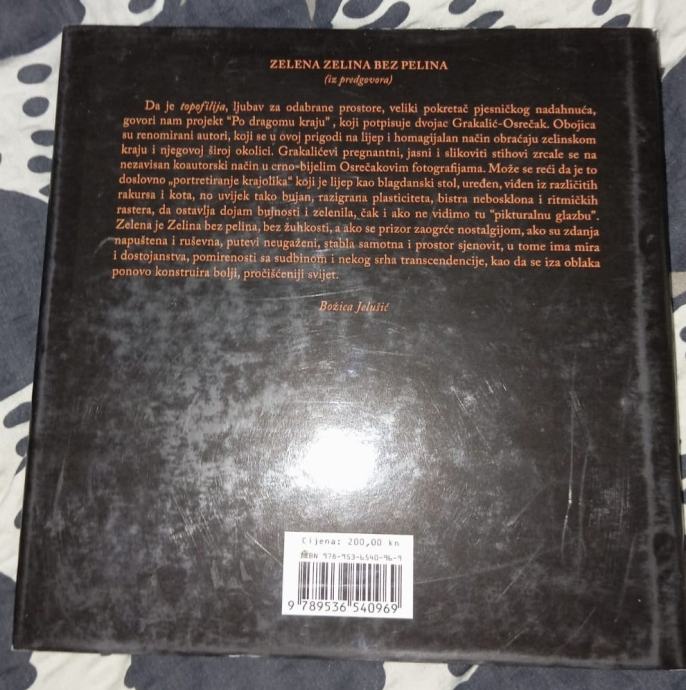 ZELENA ZELINA BEZ PELINA
(iz predgovora)
Da je topofilija, ljubav za odabrane prostore, veliki pokretač pjesničkog nadahnuća,
govori nam projekt "Po dragomu kraju" , koji potpisuje dvojac Grakalić-Osrečak. Obojica
su renomirani autori, koji se u ovoj prigodi na lijep i homagijalan način obraćaju zelinskom
kraju i njegovoj široj okolici. Grakalićevi pregnantni, jasni i slikoviti stihovi zrcale se na
nezavisan koautorski način u crno-bijelim Osrečakovim fotografijama. Može se reći da je to
doslovno „portretiranje krajolika" koji je lijep kao blagdanski stol, uređen, viđen iz različitih
rakursa i kota, no uvijek tako bujan, razigrana plasticiteta, bistra nebosklona i ritmičkih
rastera, da ostavlja dojam bujnosti i zelenila, čak i ako ne vidimo tu "pikturalnu glazbu".
Zelena je Zelina bez pelina, bez žuhkosti, a ako se prizor zaogrće nostalgijom, ako su zdanja
napuštena i ruševna, putevi neugaženi, stabla samotna i prostor sjenovit, u tome ima mira
i dostojanstva, pomirenosti sa sudbinom i nekog srha transcendencije, kao da se iza oblaka
ponovo konstruira bolji, pročišćeniji svijet.
Božica Jelušić
Cijena: 200,00 kn
ISBN 978-953-6540-96-9
9 789536 540969